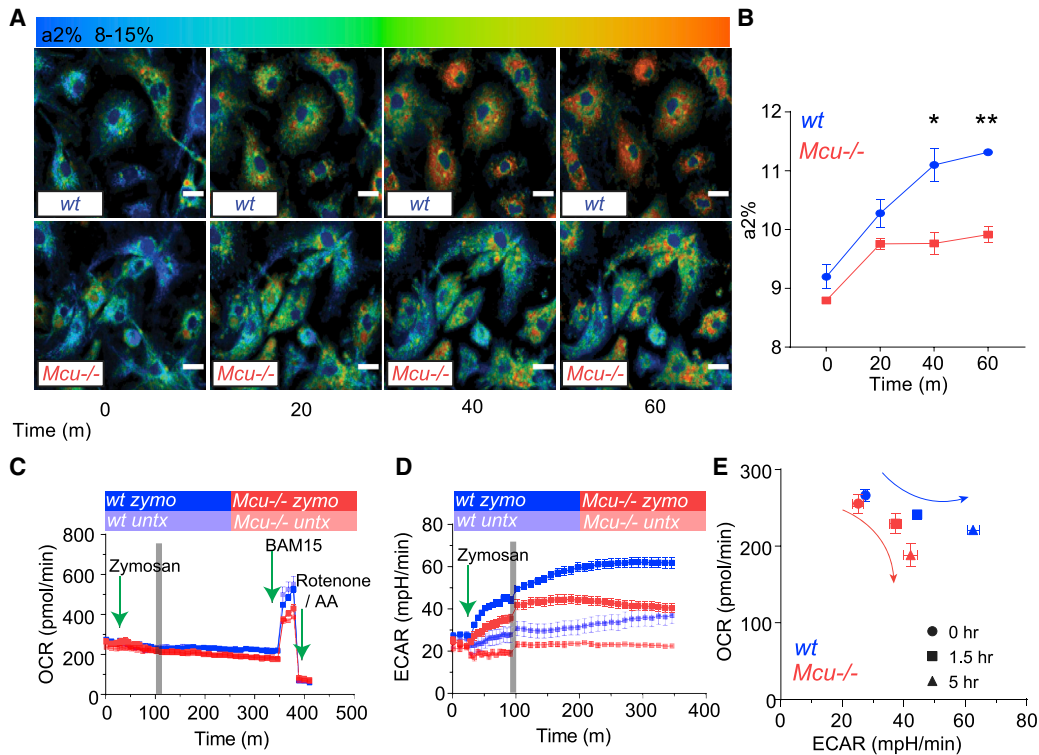 A
a2% 8-15%
wt
wt
wt
wt
Mcu-/-
Mcu-/-
Mcu-/-
Mcu-/-
0
20
40
60
Time (m)
B
wt
Mcu-/-
*
**
12
11
10
9
8
a2%
0
20
40
60
Time (m)
C
wt zymo
Mcu-/- zymo
wt untx
Mcu-/- untx
800
600
400
200
0
OCR (pmol/min)
Zymosan
BAM15
Rotenone
/ AA
0
100
200
300
400
500
Time (m)
D
wt zymo
Mcu-/- zymo
wt untx
Mcu-/- untx
80
60
40
20
0
ECAR (mpH/min)
Zymosan
0
100
200
300
400
Time (m)
E
300
200
100
0
OCR (pmol/min)
wt
Mcu-/-
0 hr
1.5 hr
5 hr
0
20
40
60
80
ECAR (mpH/min)